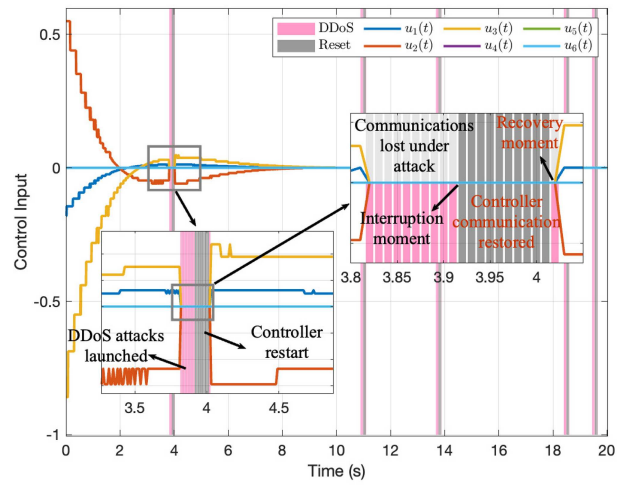 0.5
0
-0.5
-1
Control Input
DDoS
Reset
u₁(t)
u₂(t)
u₃(t)
u₄(t)
u₅(t)
u₆(t)
Communications
lost under
attack
Recovery
moment
Interruption
moment
Controller
communication
restored
3.8 3.85 3.9 3.95 4
DDoS attacks
launched
Controller
restart
3.5 4 4.5
0 2 4 6 8 10 12 14 16 18 20
Time (s)